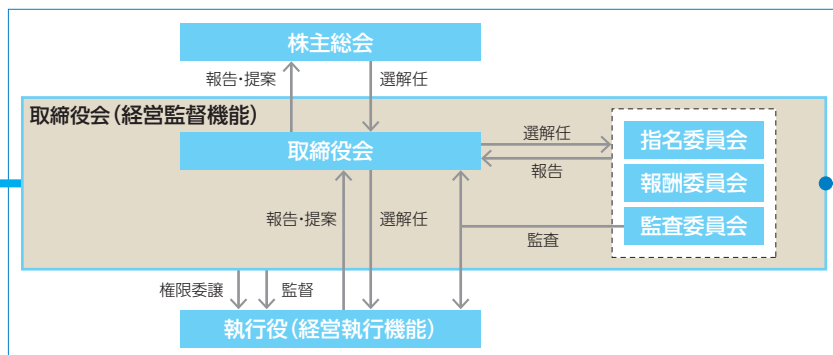 株主総会
報告・提案
選解任
取締役会(経営監督機能)
取締役会
選解任
報告
指名委員会
報酬委員会
監査委員会
報告・提案
選解任
監査
権限委譲
監督
執行役(経営執行機能)